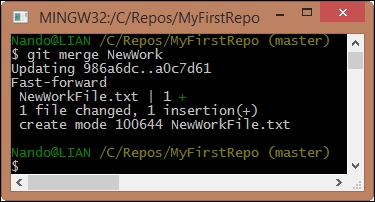 MINGW32:/C/Repos/MyFirstRepo
Nando@LIAN /C/Repos/MyFirstRepo (master)
$ git merge NewWork
Updating 986a6dc..a0c7d61
Fast-forward
 NewWorkFile.txt | 1 +
 1 file changed, 1 insertion(+)
 create mode 100644 NewWorkFile.txt
Nando@LIAN /C/Repos/MyFirstRepo (master)
$